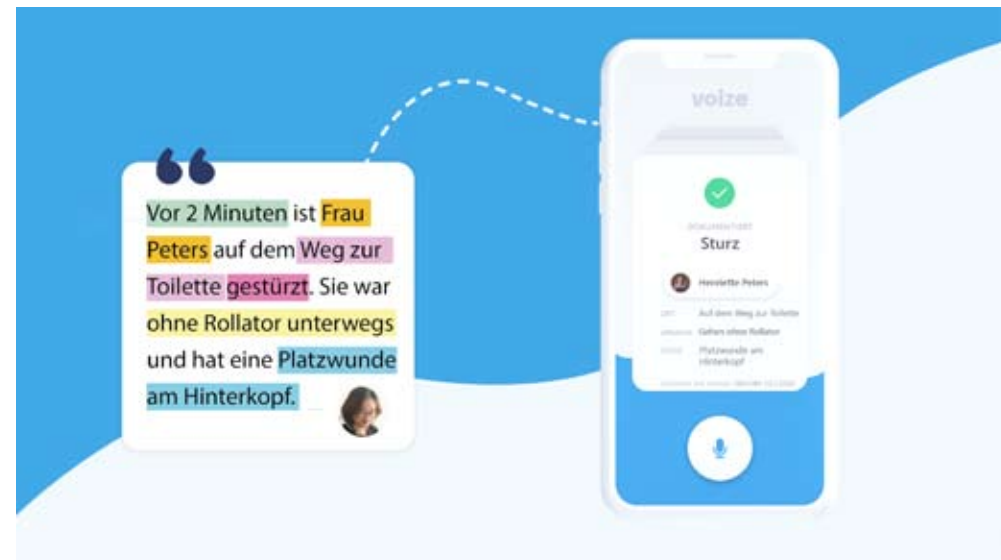 Vor 2 Minuten ist Frau
Peters auf dem Weg zur
Toilette gestürzt. Sie war
ohne Rollator unterwegs
und hat eine Platzwunde
am Hinterkopf.
voize
DOKUMENTIERT
Sturz
Henriette Peters
ORT Auf dem Weg zur Toilette
Gehen ohne Rollator
Platzwunde am
Hinterkopf